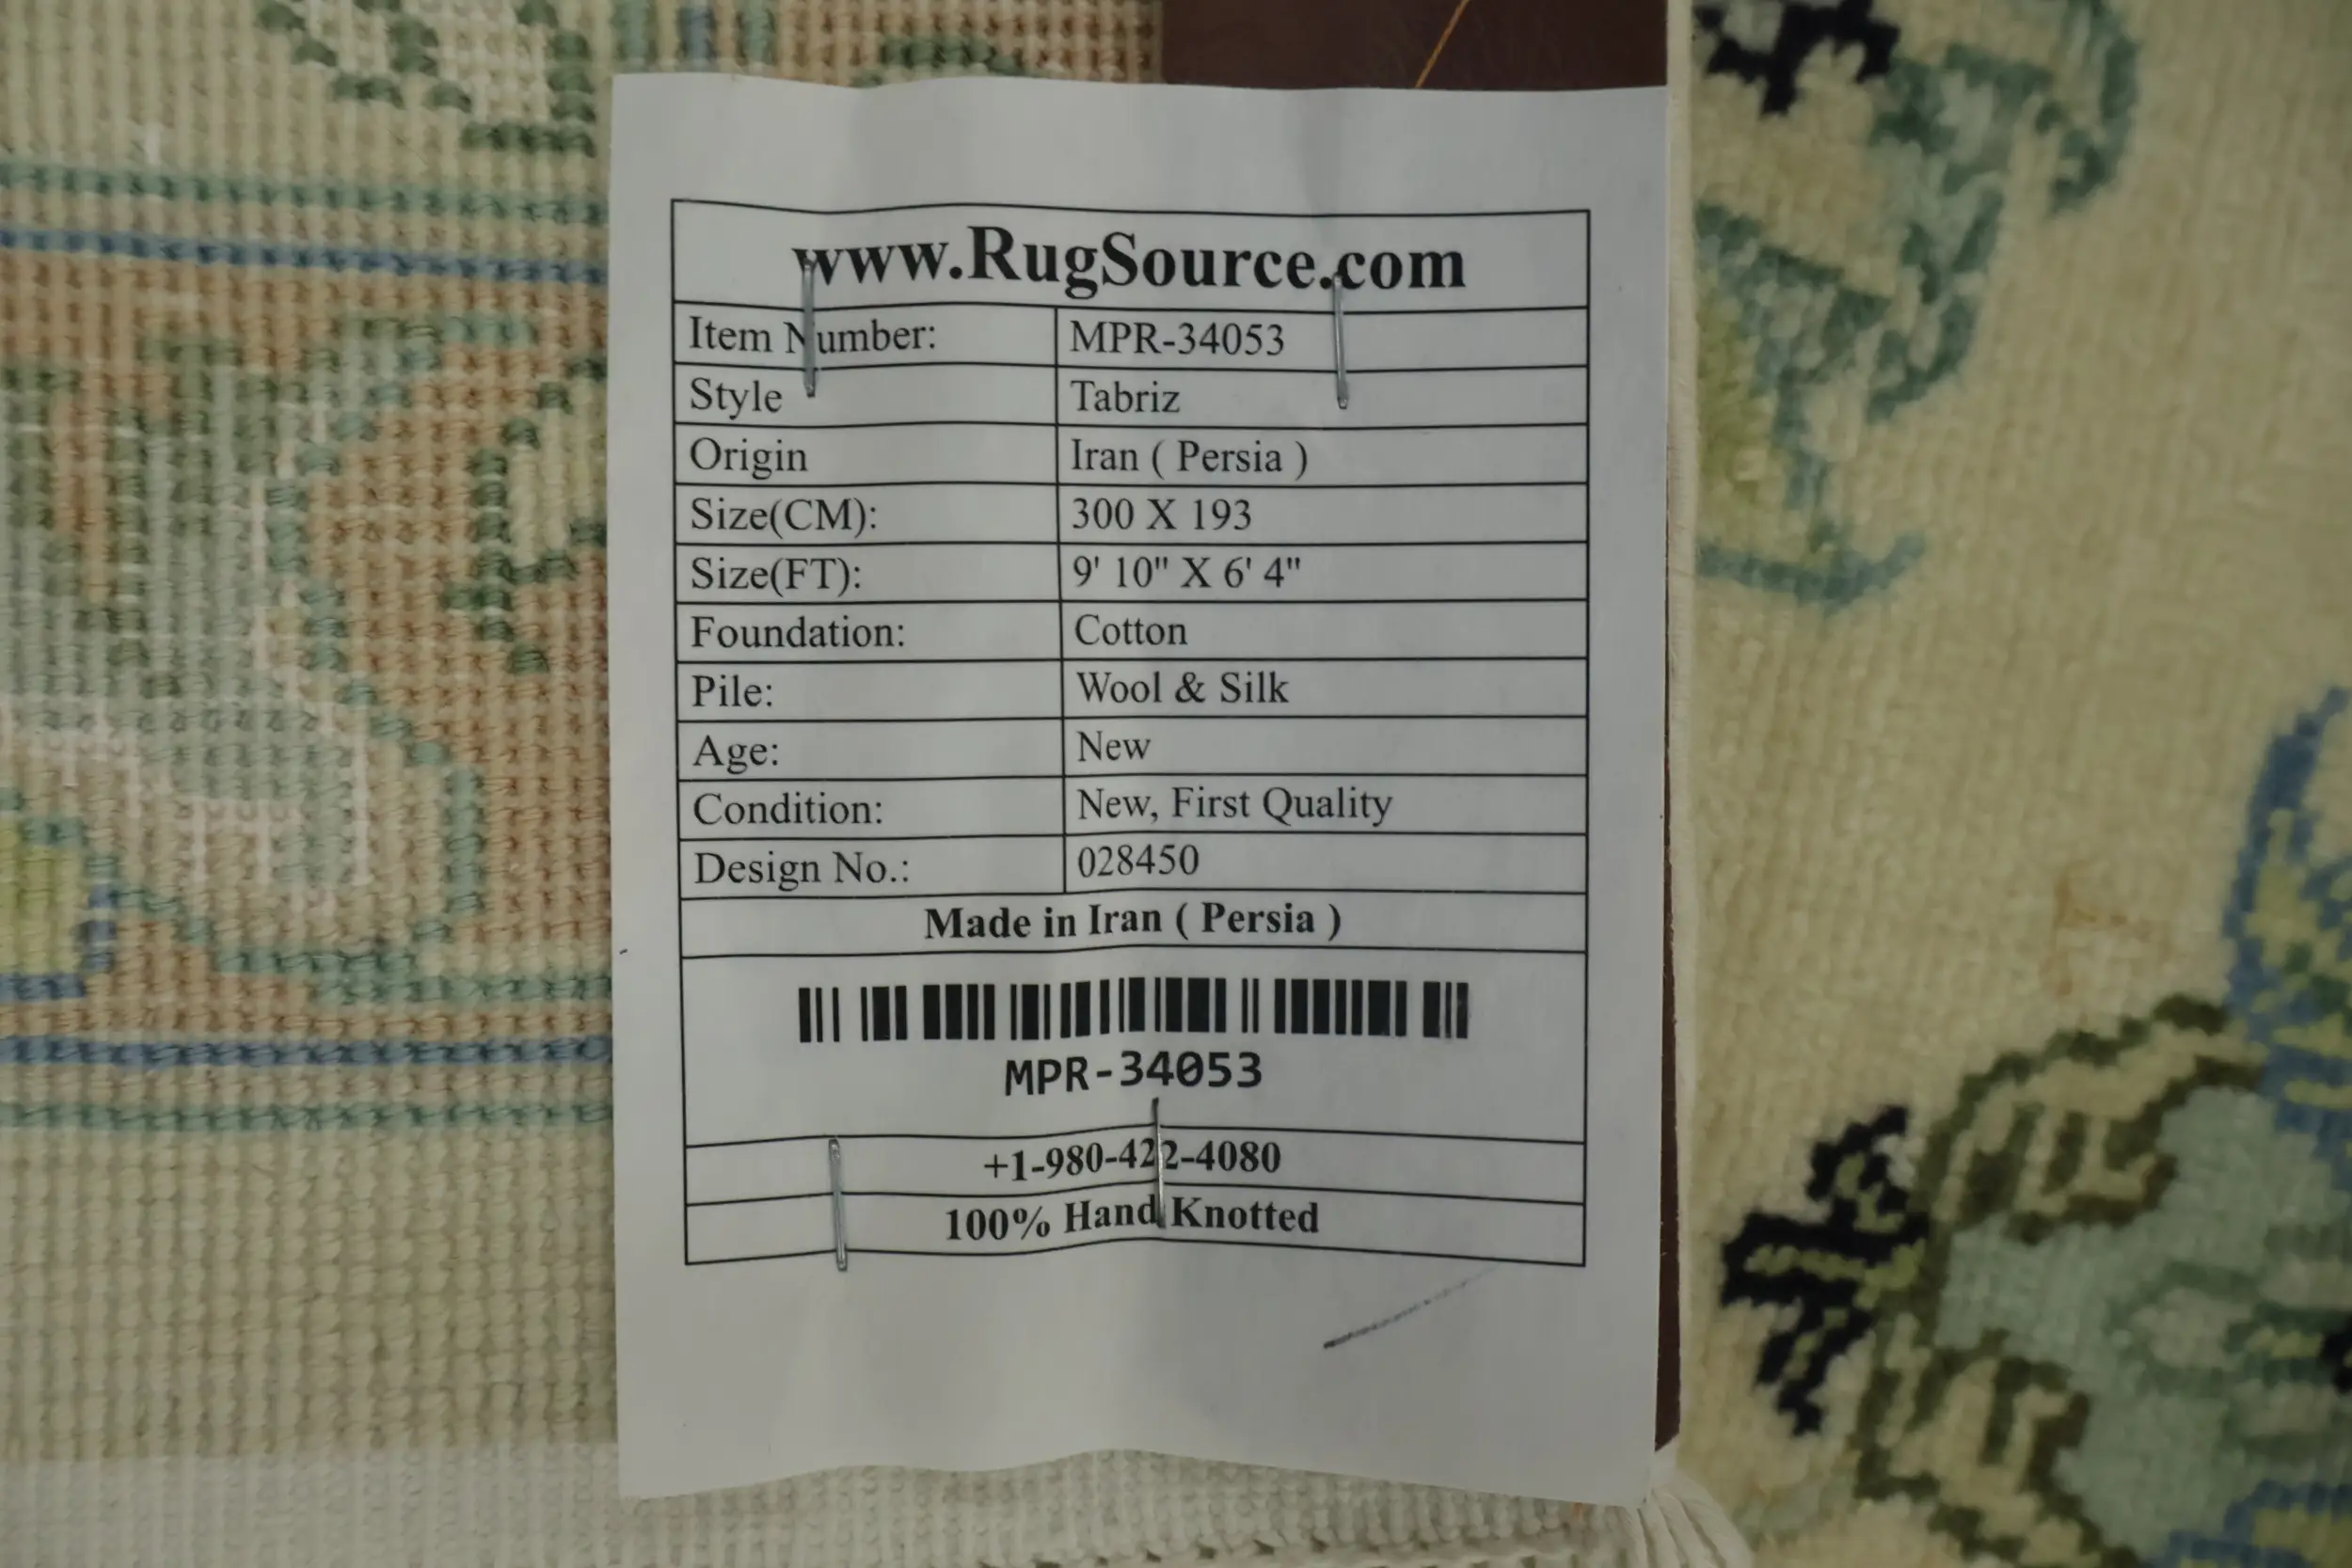 www.RugSource.com
Item Number: MPR-34053
Style Tabriz
Origin Iran ( Persia )
Size(CM): 300 X 193
Size(FT): 9' 10" X 6' 4"
Foundation: Cotton
Pile: Wool & Silk
Age: New
Condition: New, First Quality
Design No.: 028450
Made in Iran ( Persia )
MPR-34053
+1-980-422-4080
100% Hand Knotted